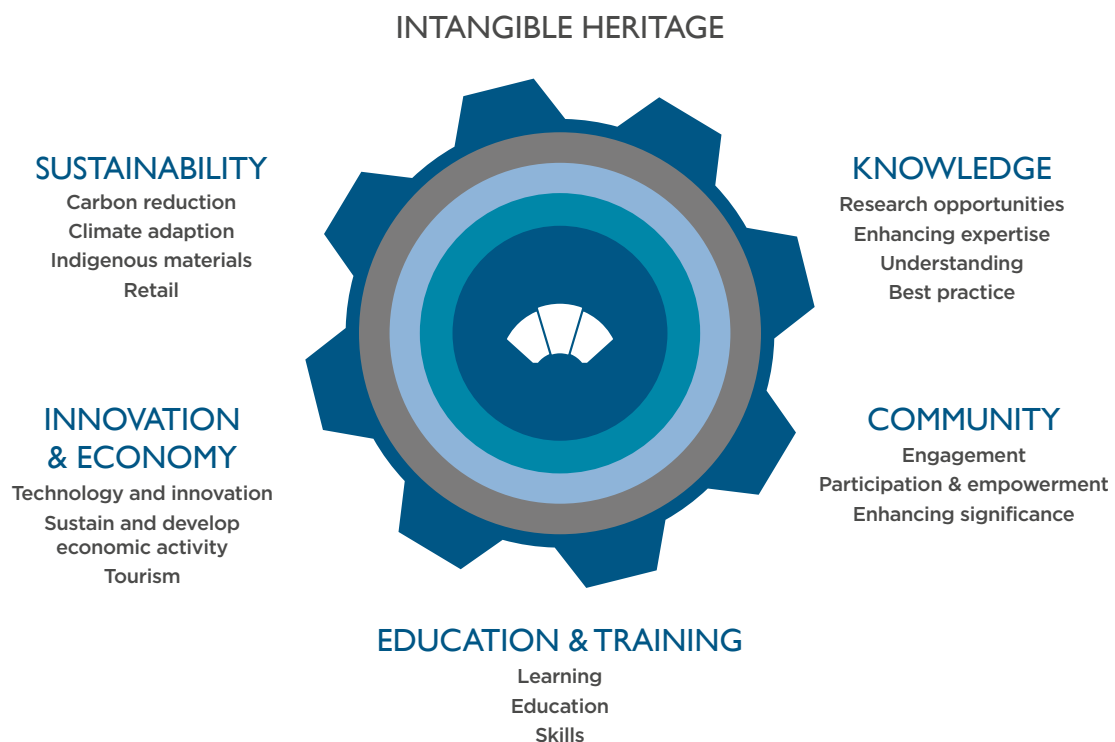 INTANGIBLE HERITAGE
SUSTAINABILITY
Carbon reduction
Climate adaption
Indigenous materials
Retail
KNOWLEDGE
Research opportunities
Enhancing expertise
Understanding
Best practice
INNOVATION
& ECONOMY
Technology and innovation
Sustain and develop
economic activity
Tourism
COMMUNITY
Engagement
Participation & empowerment
Enhancing significance
EDUCATION & TRAINING
Learning
Education
Skills